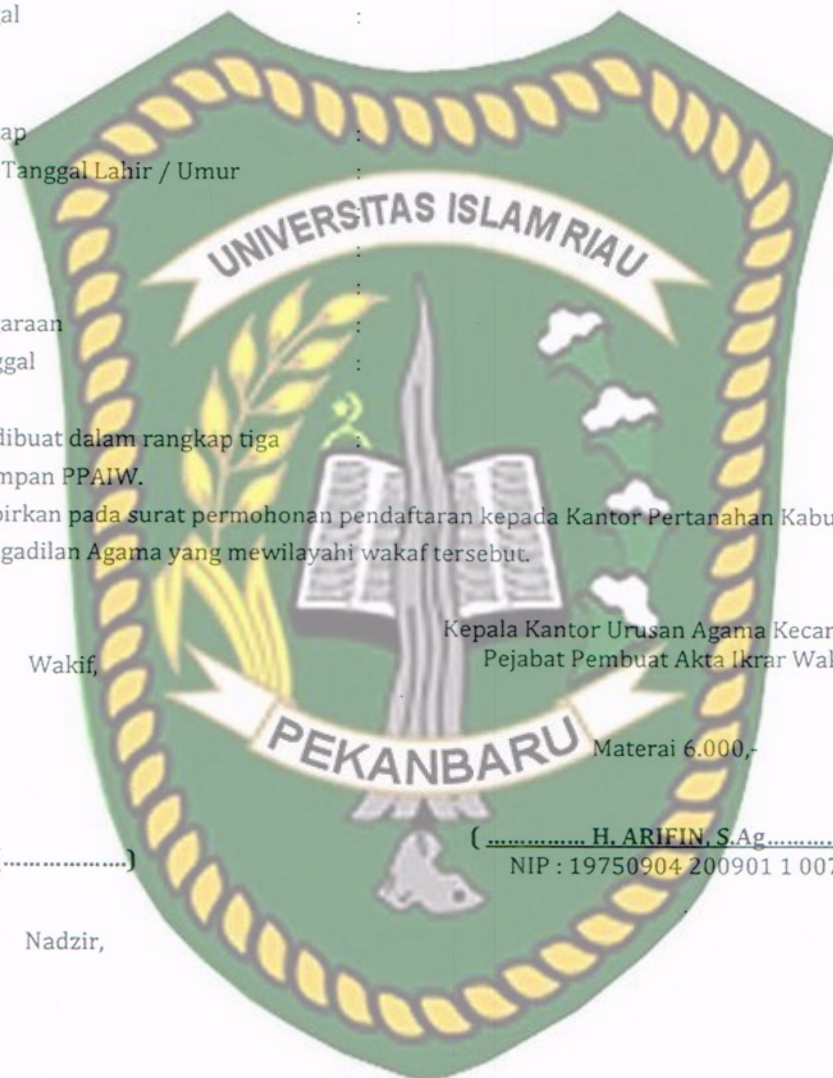 gal :
ap :
Tanggal Lahir / Umur :
:
:
UNIVERSITAS ISLAM RIAU
:
araan :
ggal :
dibuat dalam rangkap tiga :
mpan PPAIW.
pirkan pada surat permohonan pendaftaran kepada Kantor Pertanahan Kabu
gadilan Agama yang mewilayahi wakaf tersebut.
Kepala Kantor Urusan Agama Kecan
Wakif, Pejabat Pembuat Akta Ikrar Wal
PEKANBARU
Materai 6.000,-
(..................) ( .............. H. ARIFIN, S.Ag..........
NIP : 19750904 200901 1 007
Nadzir,